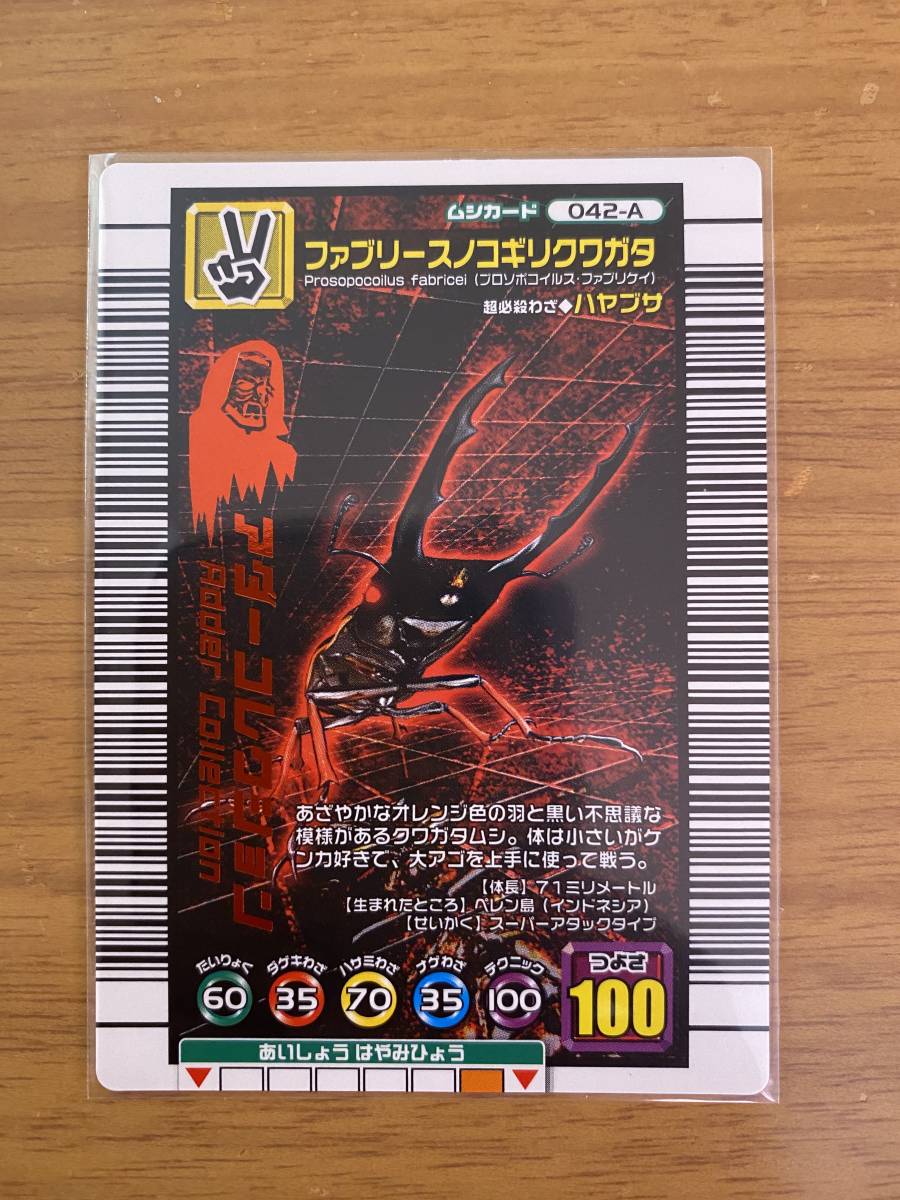 ムシカード 042-A
ファブリースノコギリクワガタ
Prosopocoilus fabricei (プロソポコイルス・ファブリケイ)
超必殺わざ◆ハヤブサ
アダーコレクション
Adder Collection
あざやかなオレンジ色の羽と黒い不思議な
模様があるクワガタムシ。体は小さいがケ
ンカ好きで、大アゴを上手に使って戦う。
【体長】71ミリメートル
【生まれたところ】ペレン島（インドネシア）
【せいかく】スーパーアタックタイプ
たいりょく ダゲキわざ ハサミわざ ナゲわざ テクニック つよさ
60 35 70 35 100 100
あいしょう はやみひょう